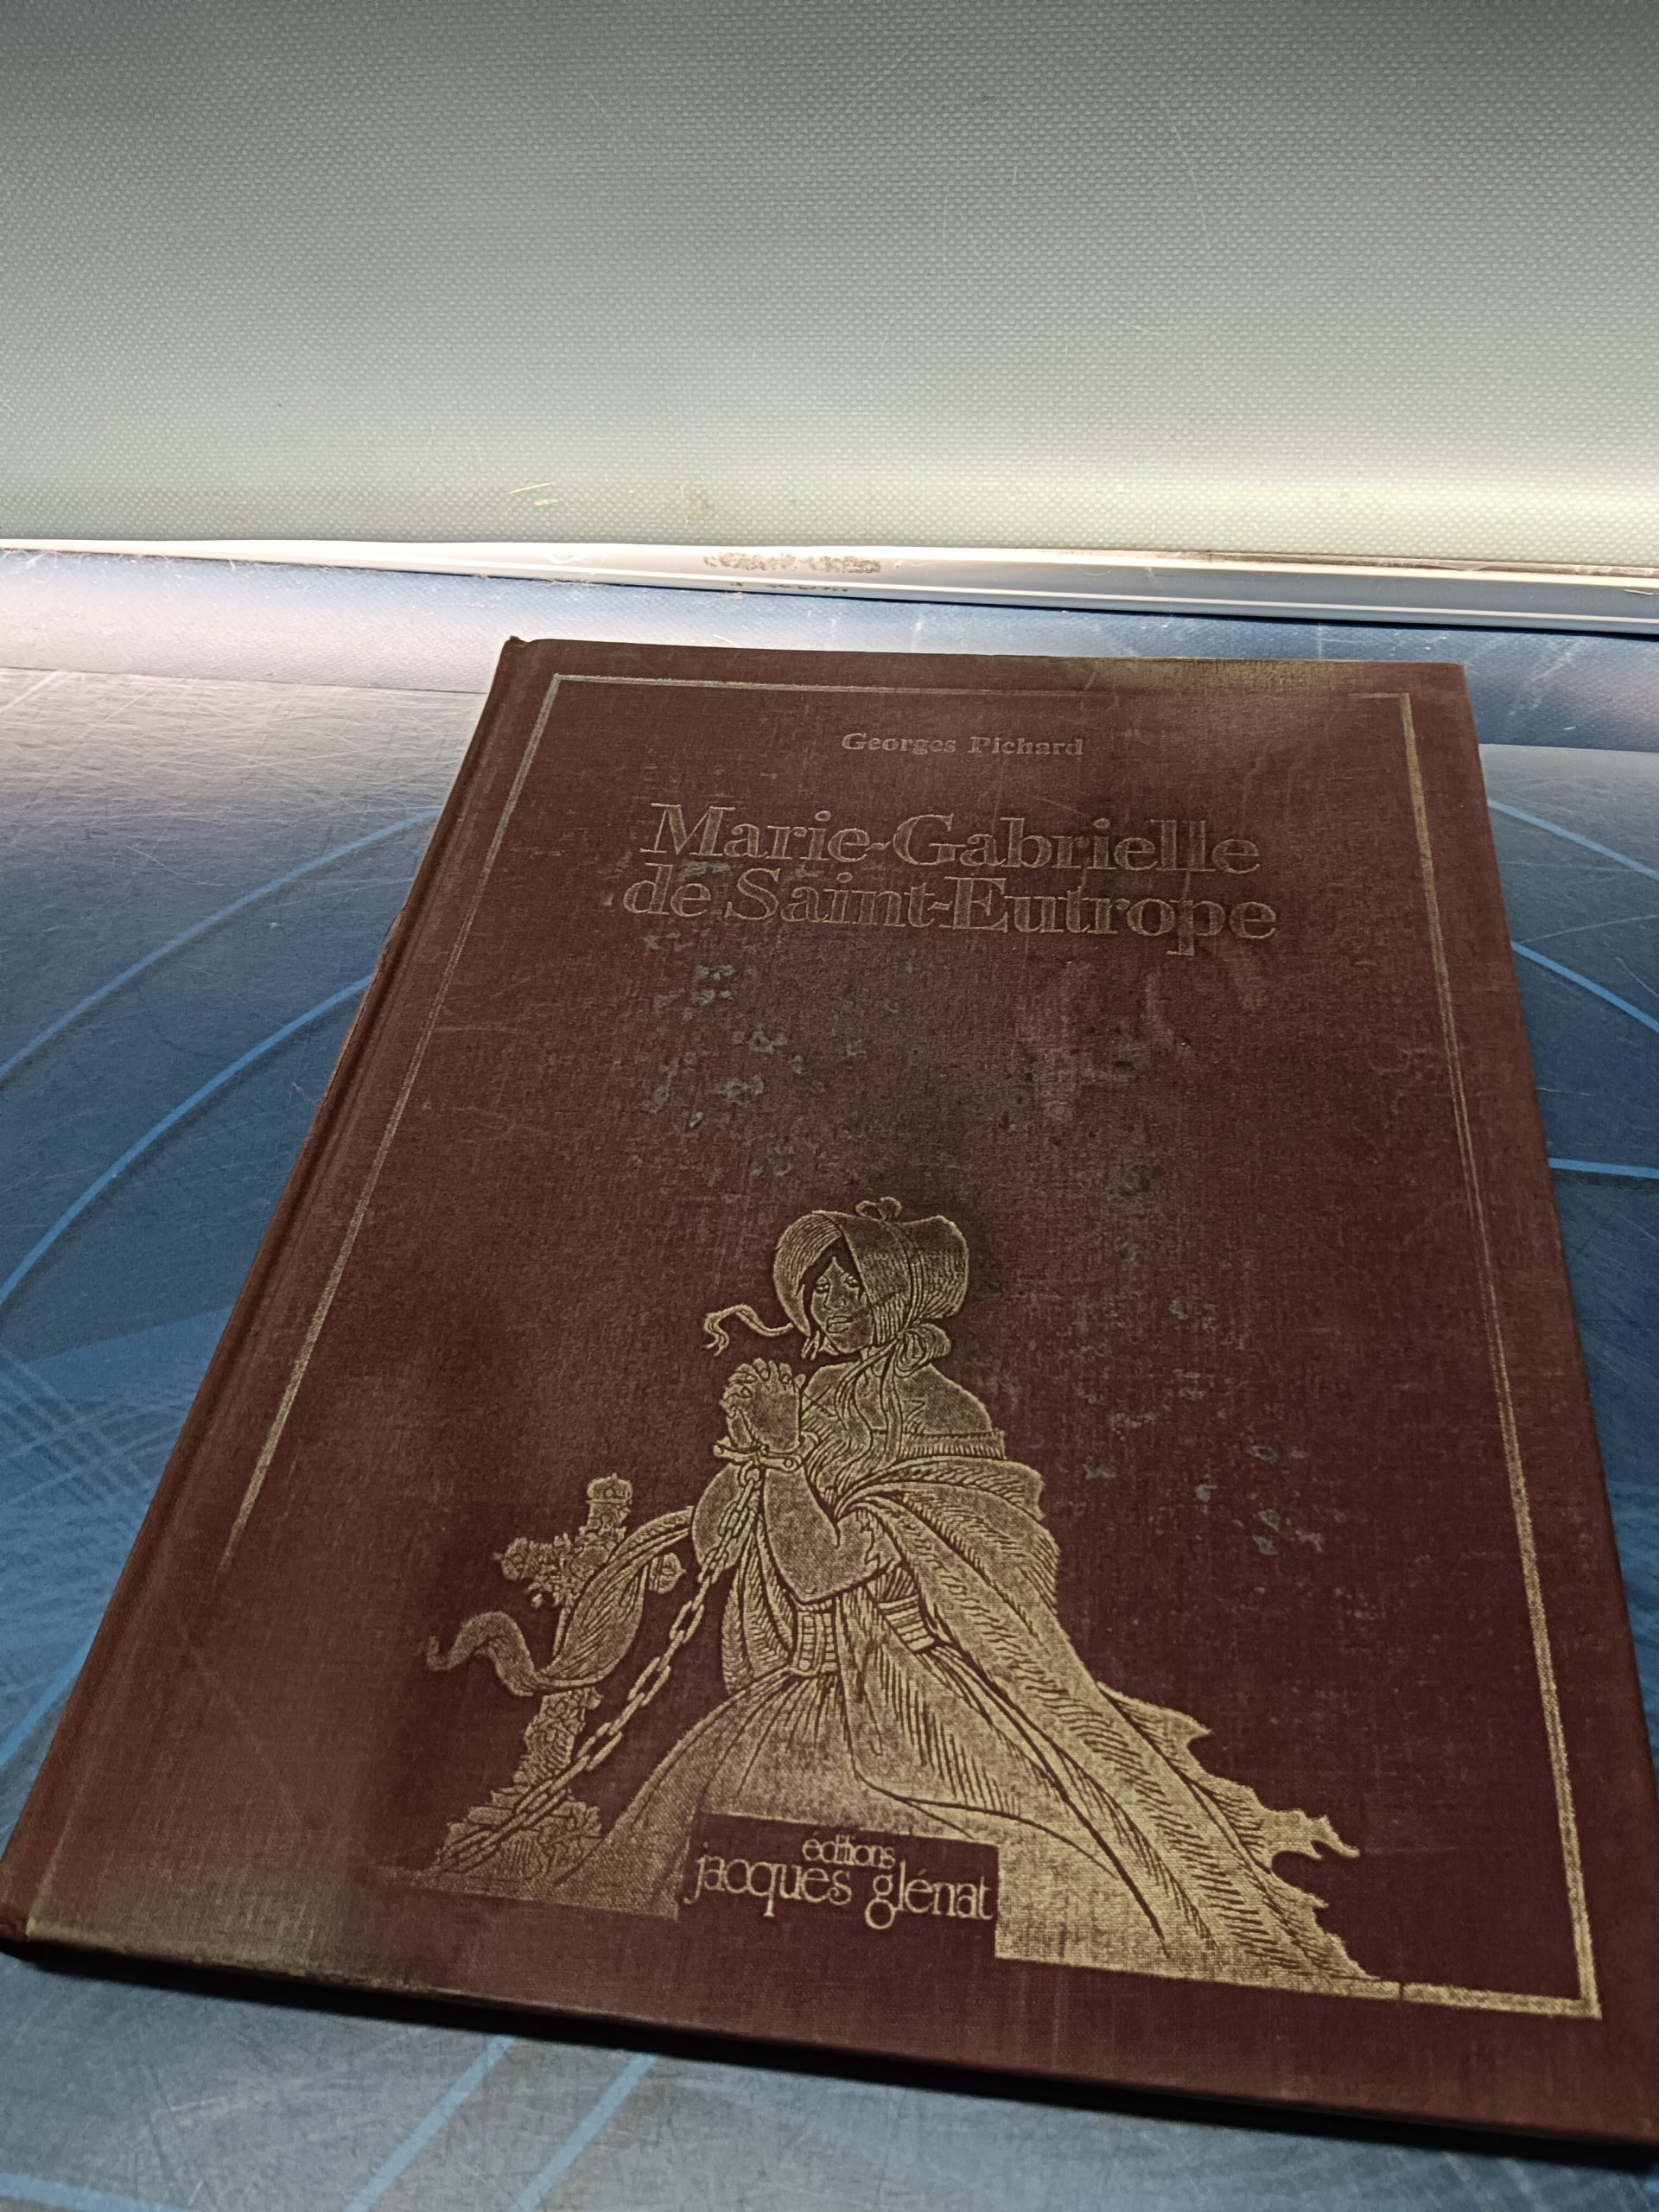 Georges Pichard
Marie-Gabrielle
de Saint-Eutrope
éditions
jacques glénat